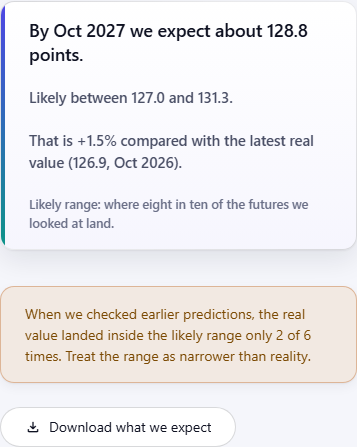 By Oct 2027 we expect about 128.8
points.
Likely between 127.0 and 131.3.
That is +1.5% compared with the latest real
value (126.9, Oct 2026).
Likely range: where eight in ten of the futures we
looked at land.
When we checked earlier predictions, the real
value landed inside the likely range only 2 of 6
times. Treat the range as narrower than reality.
Download what we expect